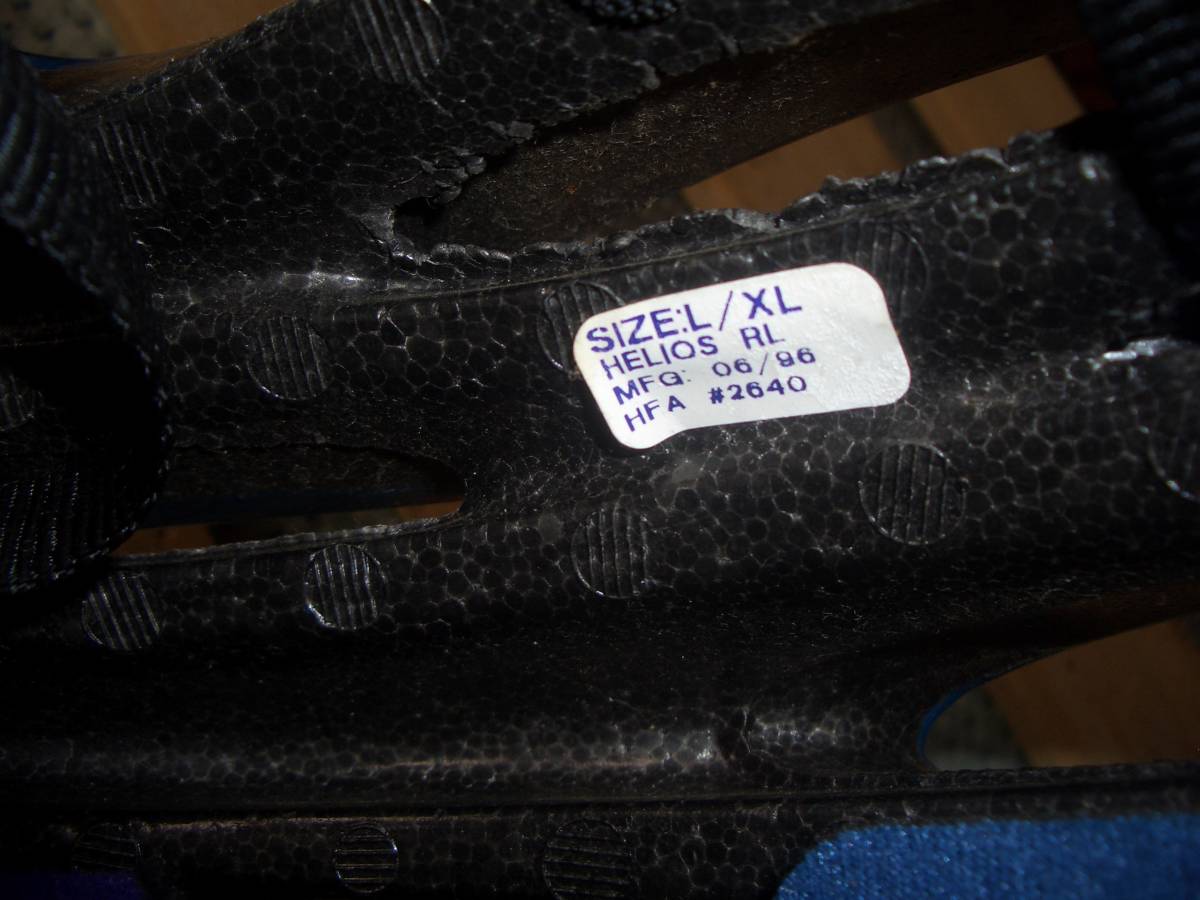 SIZE:L/XL
HELIOS RL
MFG: 06/96
HFA #2640